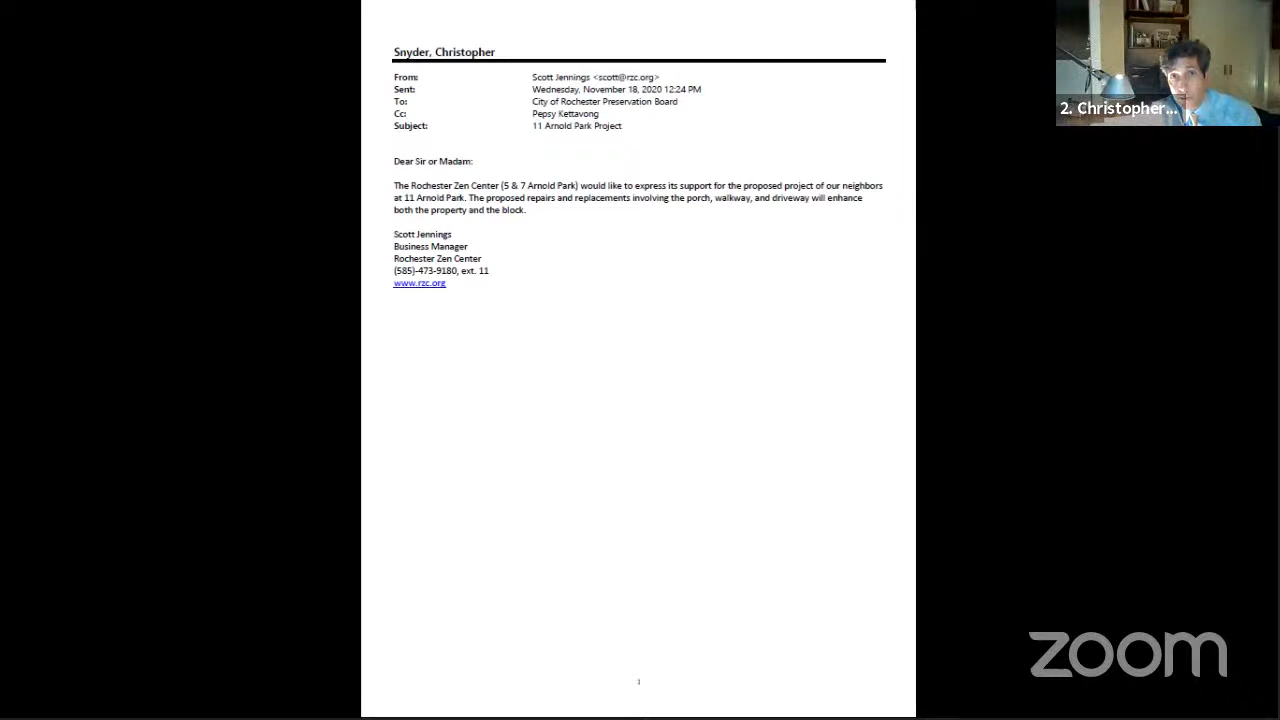 Snyder, Christopher
From: Scott Jennings <scott@rzc.org>
Sent: Wednesday, November 18, 2020 12:24 PM
To: City of Rochester Preservation Board
Cc: Pepsy Kettavong
Subject: 11 Arnold Park Project
Dear Sir or Madam:
The Rochester Zen Center (5 & 7 Arnold Park) would like to express its support for the proposed project of our neighbors
at 11 Arnold Park. The proposed repairs and replacements involving the porch, walkway, and driveway will enhance
both the property and the block.
Scott Jennings
Business Manager
Rochester Zen Center
(585)-473-9180, ext. 11
www.rzc.org
1
2. Christopher...
zoom